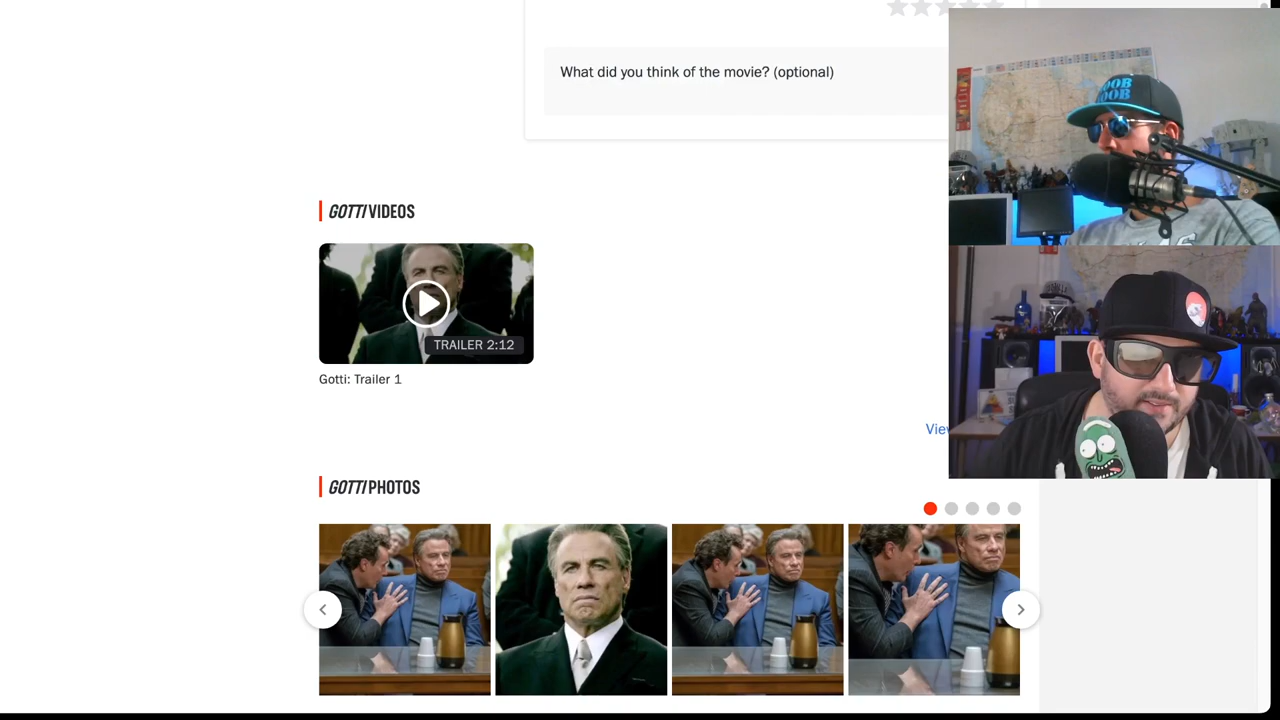 What did you think of the movie? (optional)
GOTTI VIDEOS
TRAILER 2:12
Gotti: Trailer 1
GOTTI PHOTOS